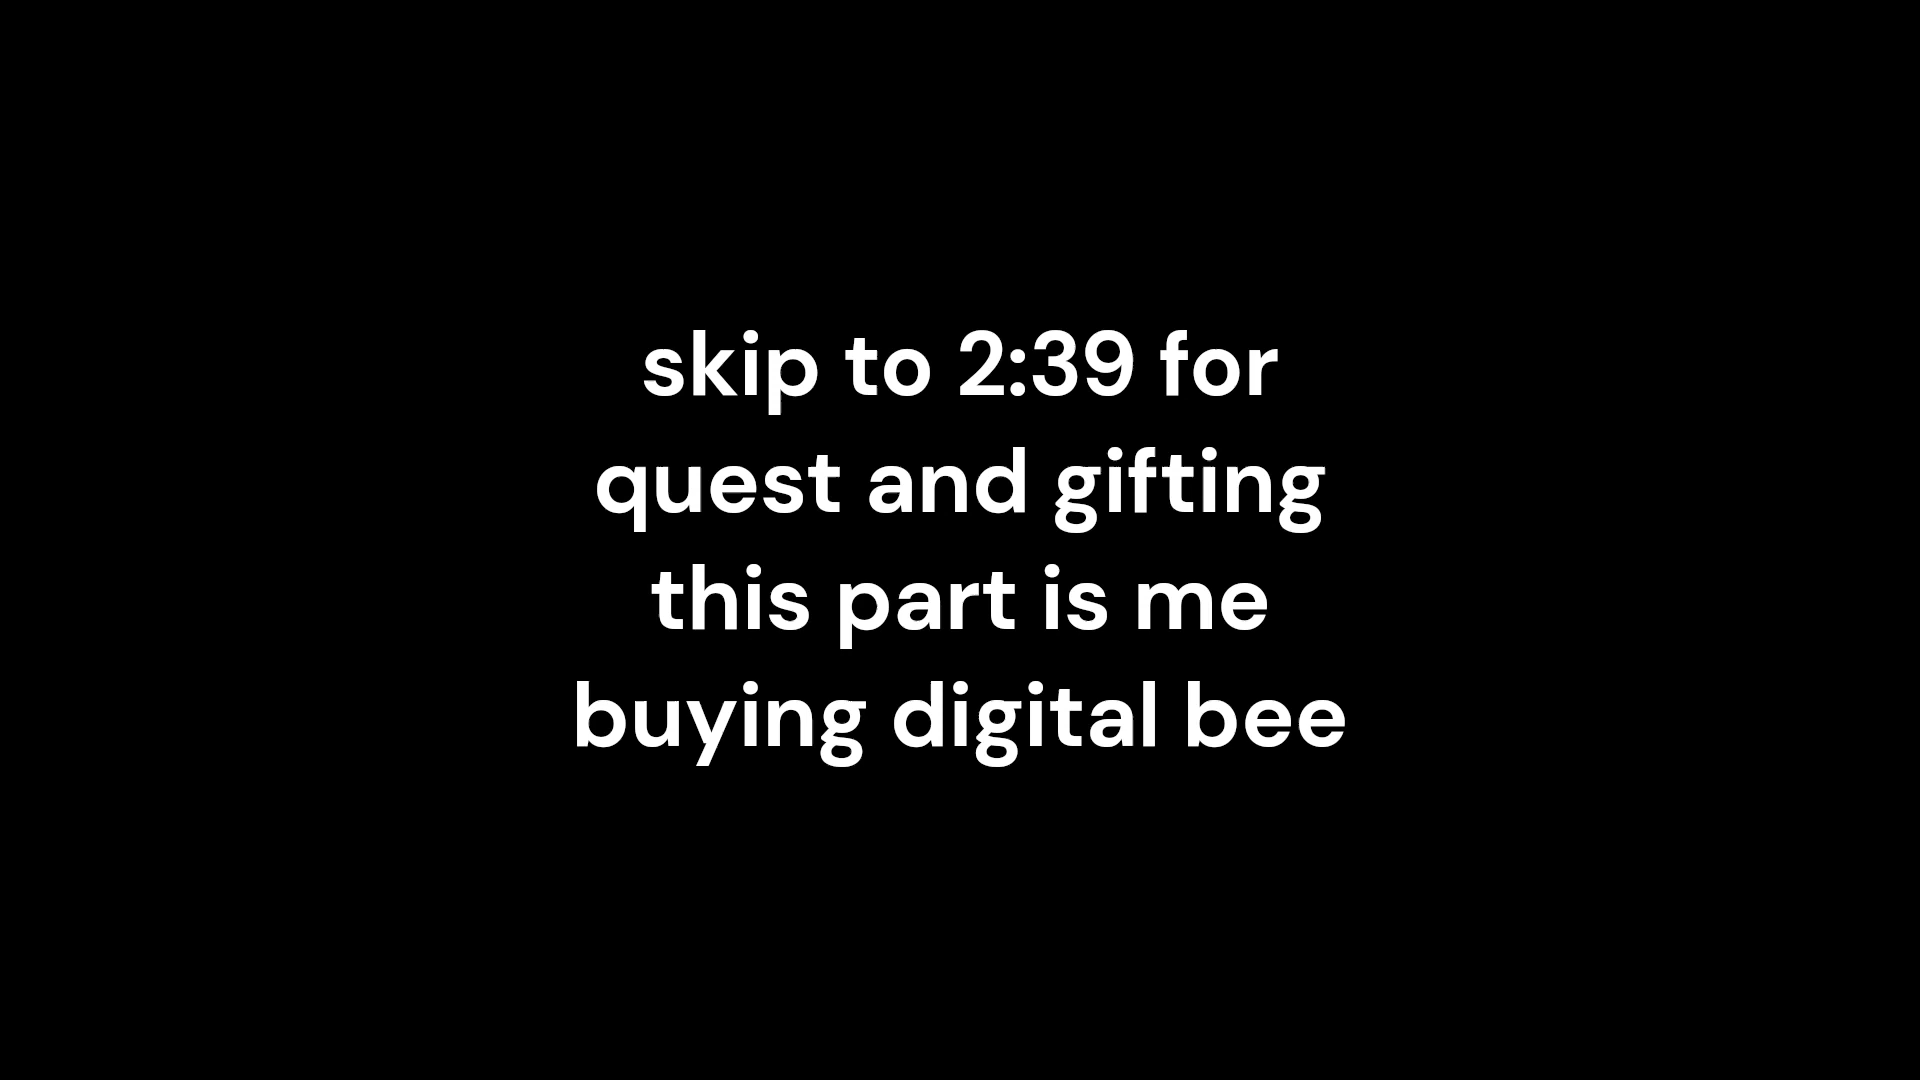 skip to 2:39 for
quest and gifting
this part is me
buying digital bee